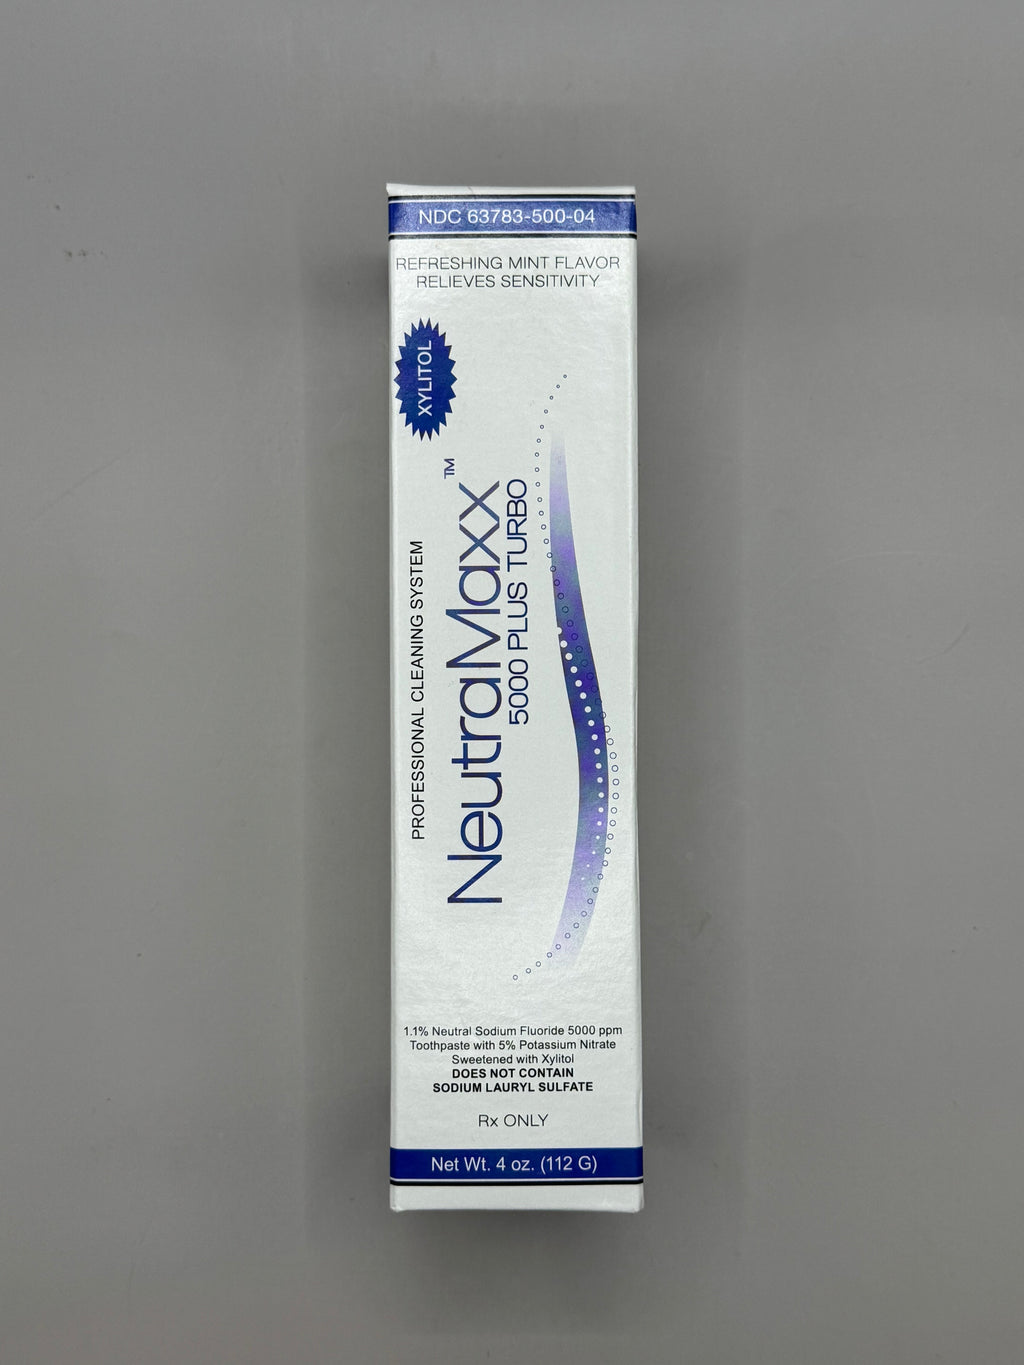 NDC 63783-500-04
REFRESHING MINT FLAVOR
RELIEVES SENSITIVITY
XYLITOL
PROFESSIONAL CLEANING SYSTEM
NeutraMaxx™
5000 PLUS TURBO
1.1% Neutral Sodium Fluoride 5000 ppm
Toothpaste with 5% Potassium Nitrate
Sweetened with Xylitol
DOES NOT CONTAIN
SODIUM LAURYL SULFATE
Rx ONLY
Net Wt. 4 oz. (112 G)